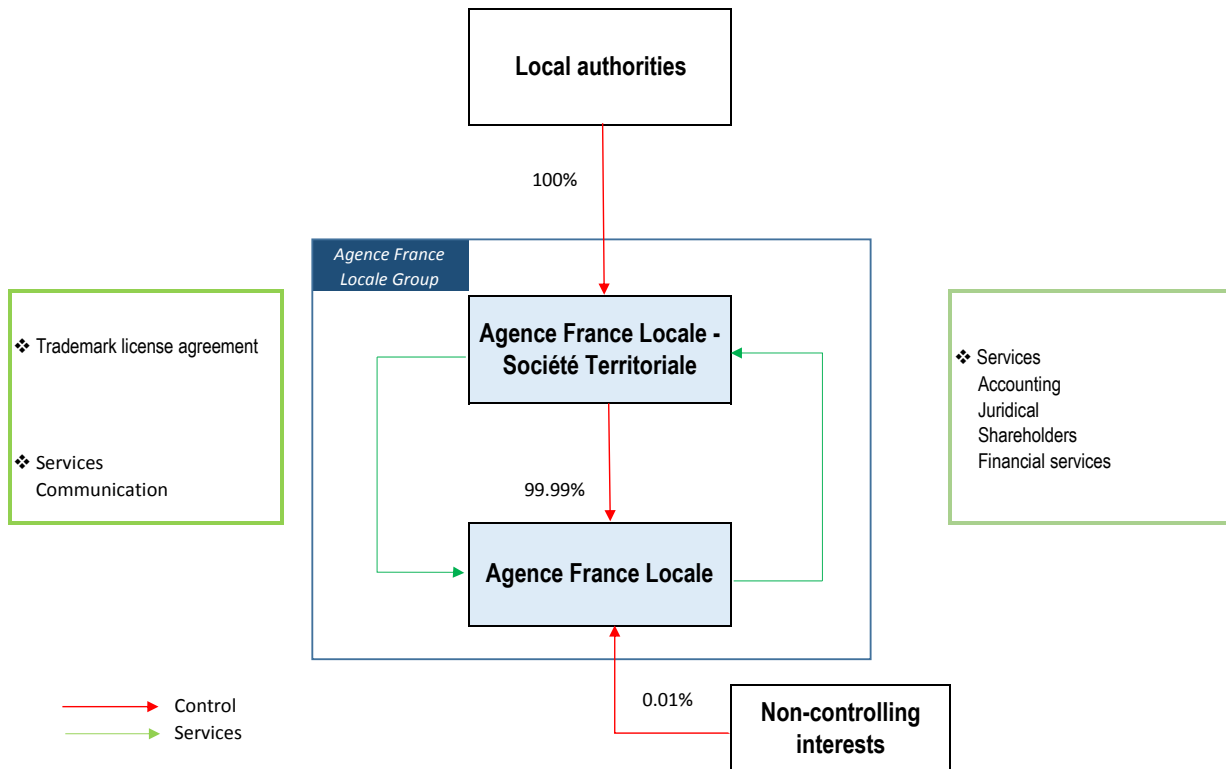 Local authorities
100%
Agence France
Locale Group
❖ Trademark license agreement
❖ Services
Communication
Agence France Locale -
Société Territoriale
❖ Services
Accounting
Juridical
Shareholders
Financial services
99.99%
Agence France Locale
0.01%
Non-controlling
interests
Control
Services